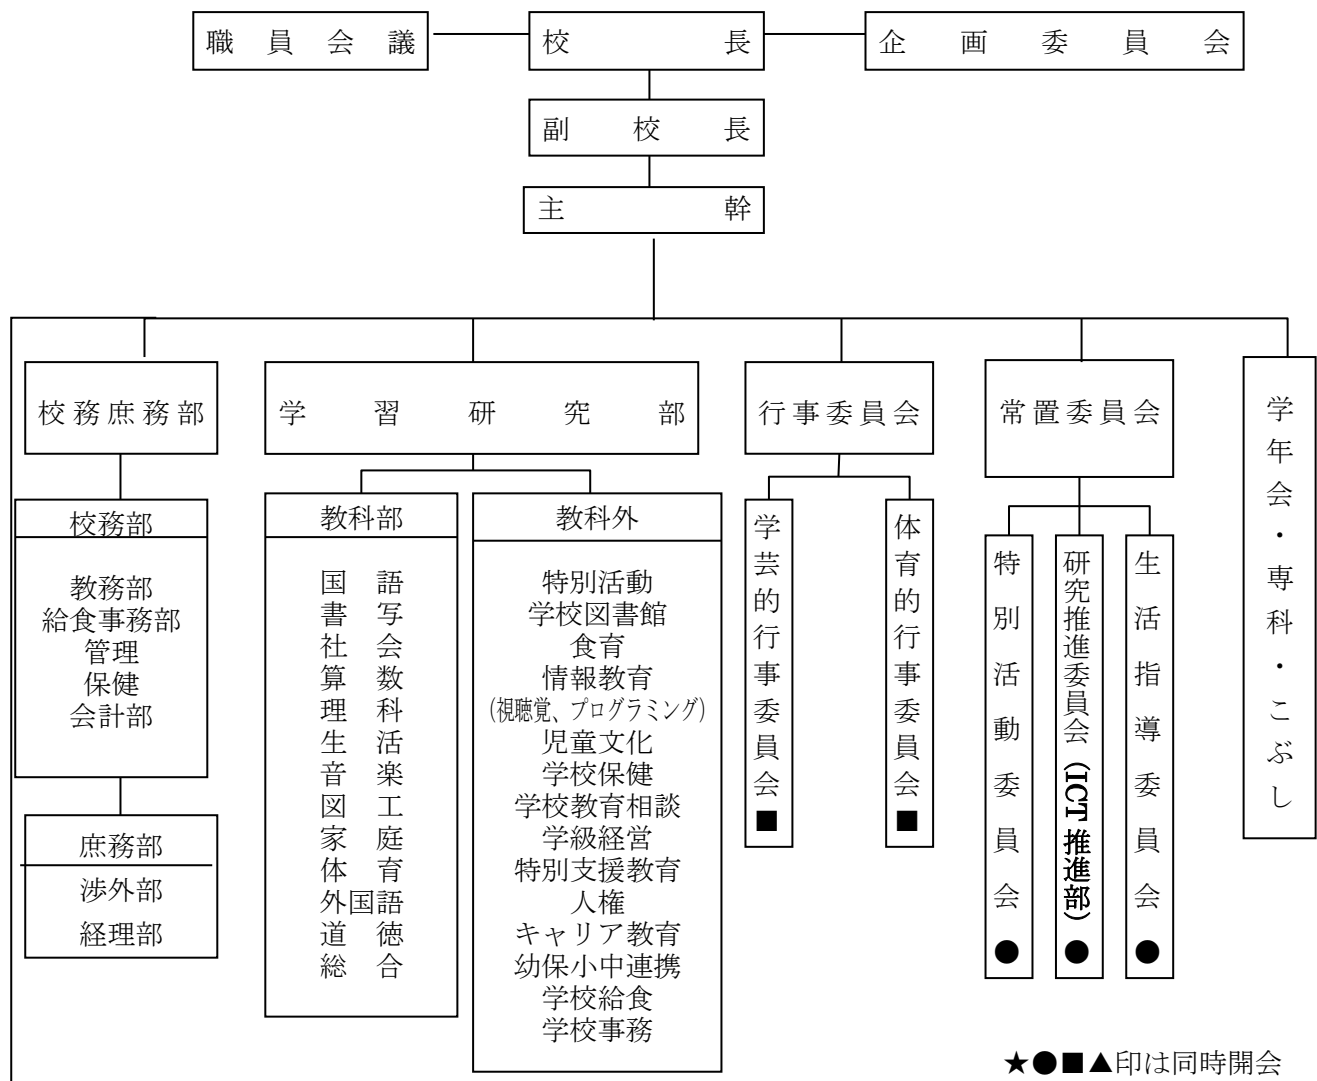 職員会議
校長
企画委員会
副校長
主幹
校務庶務部
学習研究部
行事委員会
常置委員会
学年会・専科・こぶし
校務部
教務部
給食事務部
管理
保健
会計部
庶務部
渉外部
経理部
教科部
国語
書写
社会
算数
理科
生活
音楽
図工
家庭
体育
外国語
道徳
総合
教科外
特別活動
学校図書館
食育
情報教育
(視聴覚、プログラミング)
児童文化
学校保健
学校教育相談
学級経営
特別支援教育
人権
キャリア教育
幼保小中連携
学校給食
学校事務
学芸的行事委員会■
体育的行事委員会■
特別活動委員会●
研究推進委員会(ICT推進部)●
生活指導委員会●
★●■▲印は同時開会